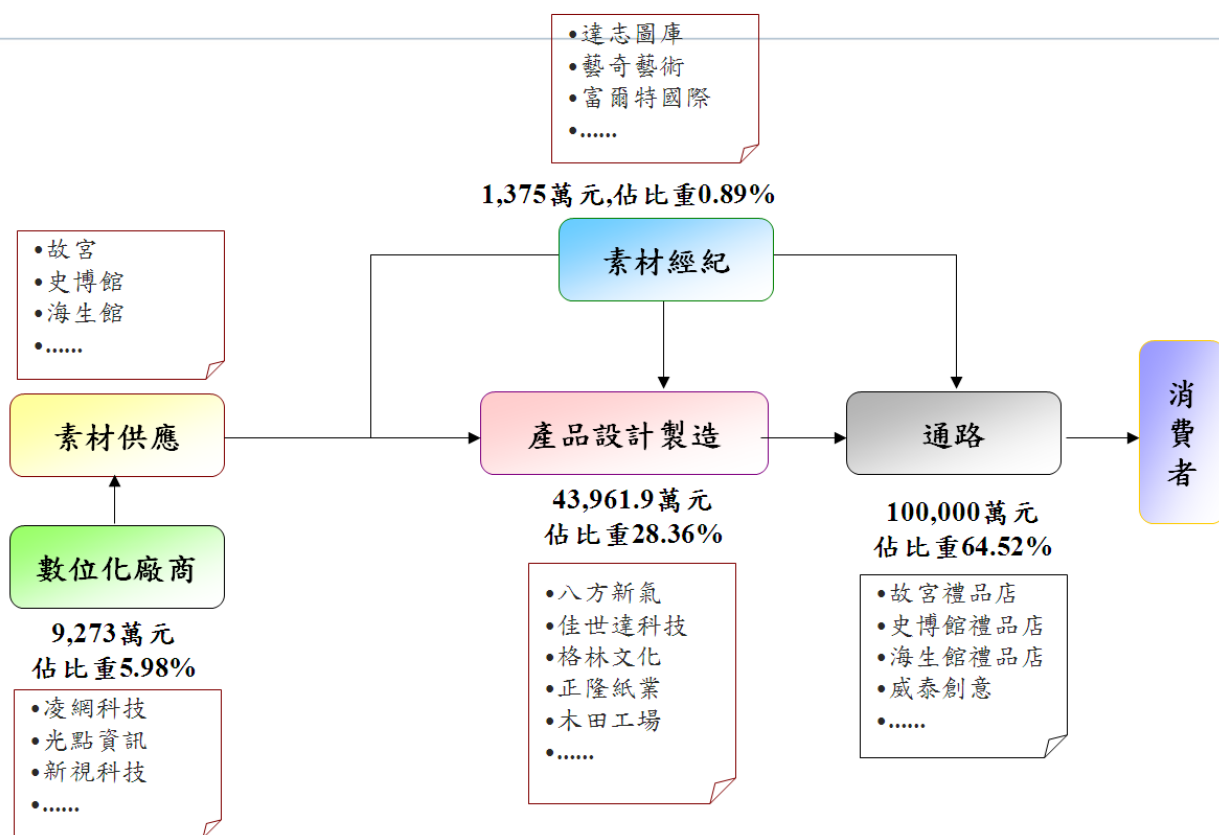 •達志圖庫
•藝奇藝術
•富爾特國際
•......
1,375萬元,佔比重0.89%
素材經紀
•故宮
•史博館
•海生館
•......
素材供應
產品設計製造
通路
消費者
43,961.9萬元
佔比重28.36%
100,000萬元
佔比重64.52%
數位化廠商
9,273萬元
佔比重5.98%
•凌網科技
•光點資訊
•新視科技
•......
•八方新氣
•佳世達科技
•格林文化
•正隆紙業
•木田工場
•......
•故宮禮品店
•史博館禮品店
•海生館禮品店
•威泰創意
•......